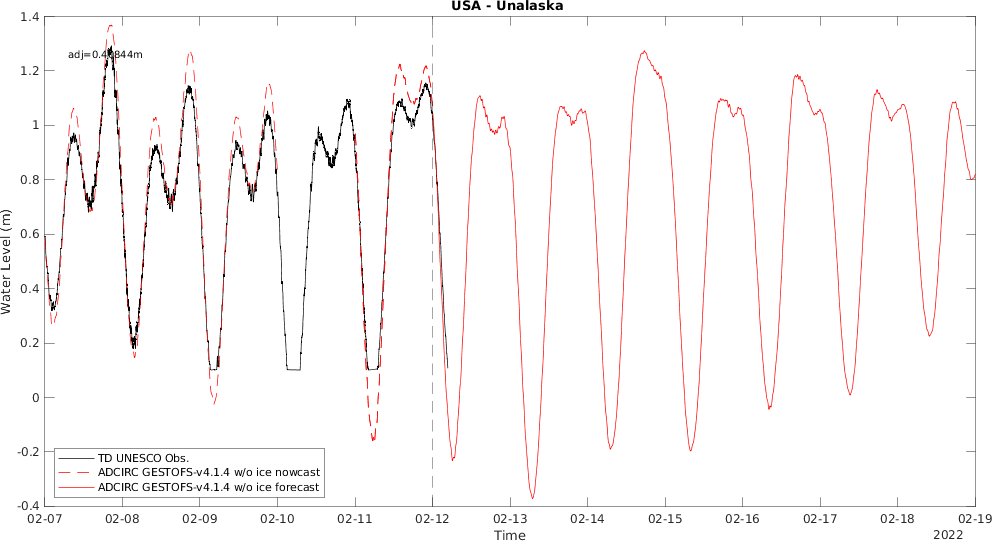 USA - Unalaska
1.4
1.2
1
0.8
0.6
0.4
0.2
0
-0.2
-0.4
Water Level (m)
TD UNESCO Obs.
ADCIRC GESTOFS-v4.1.4 w/o ice nowcast
ADCIRC GESTOFS-v4.1.4 w/o ice forecast
02-07 02-08 02-09 02-10 02-11 02-12 02-13 02-14 02-15 02-16 02-17 02-18 02-19
Time
2022